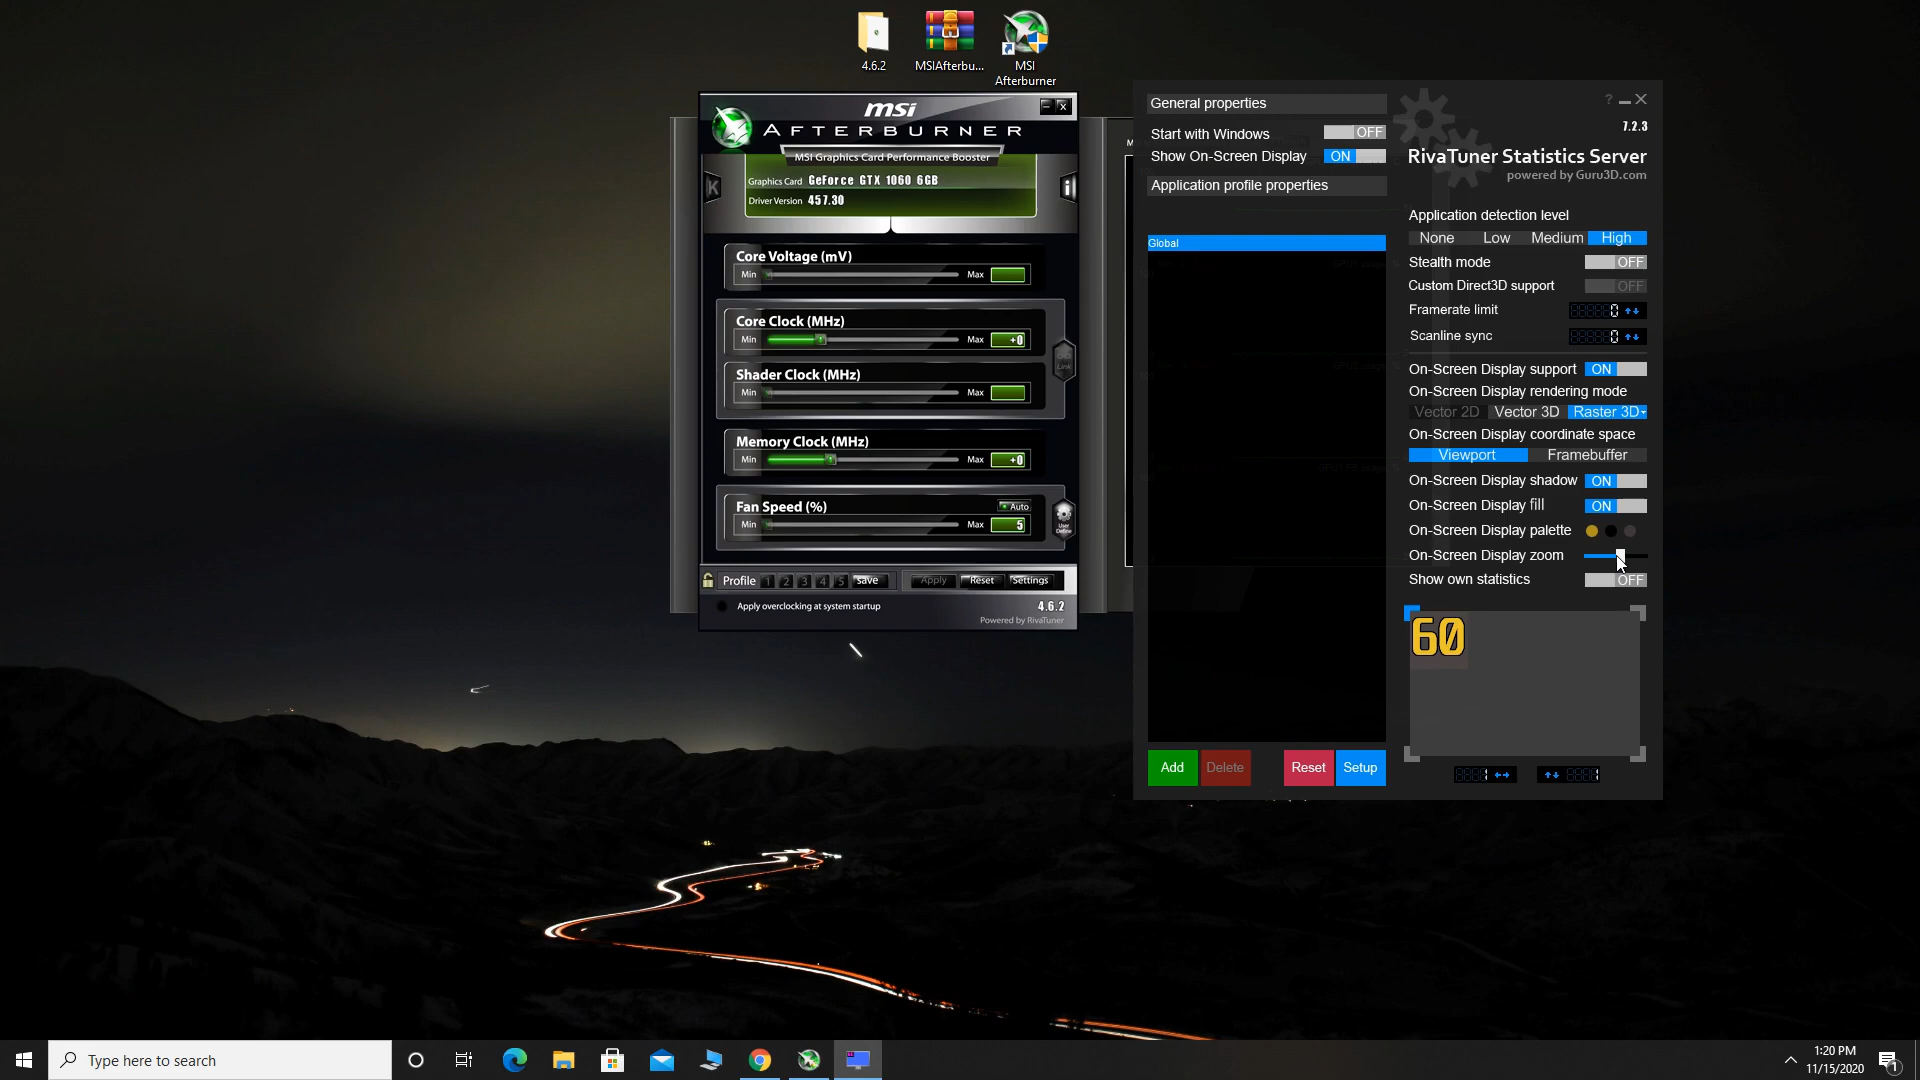 4.6.2
MSIAfterbu...
MSI
Afterburner
msi
AFTERBURNER
MSI Graphics Card Performance Booster
K
i
Graphics Card GeForce GTX 1060 6GB
Driver Version 457.30
Core Voltage (mV)
Min Max
Core Clock (MHz)
Min Max +0
Link
Shader Clock (MHz)
Min Max
Memory Clock (MHz)
Min Max +0
Fan Speed (%) Auto
Min Max 5
User
Define
Profile 1 2 3 4 5 Save Apply Reset Settings
Apply overclocking at system startup
4.6.2
Powered by RivaTuner
General properties
Start with Windows OFF
Show On-Screen Display ON
Application profile properties
Global
Add Delete Reset Setup
?
7.2.3
RivaTuner Statistics Server
powered by Guru3D.com
Application detection level
None Low Medium High
Stealth mode OFF
Custom Direct3D support OFF
Framerate limit 0
Scanline sync 0
On-Screen Display support ON
On-Screen Display rendering mode
Vector 2D Vector 3D Raster 3D
On-Screen Display coordinate space
Viewport Framebuffer
On-Screen Display shadow ON
On-Screen Display fill ON
On-Screen Display palette
On-Screen Display zoom
Show own statistics OFF
60
1 1
Type here to search
1:20 PM
11/15/2020
1